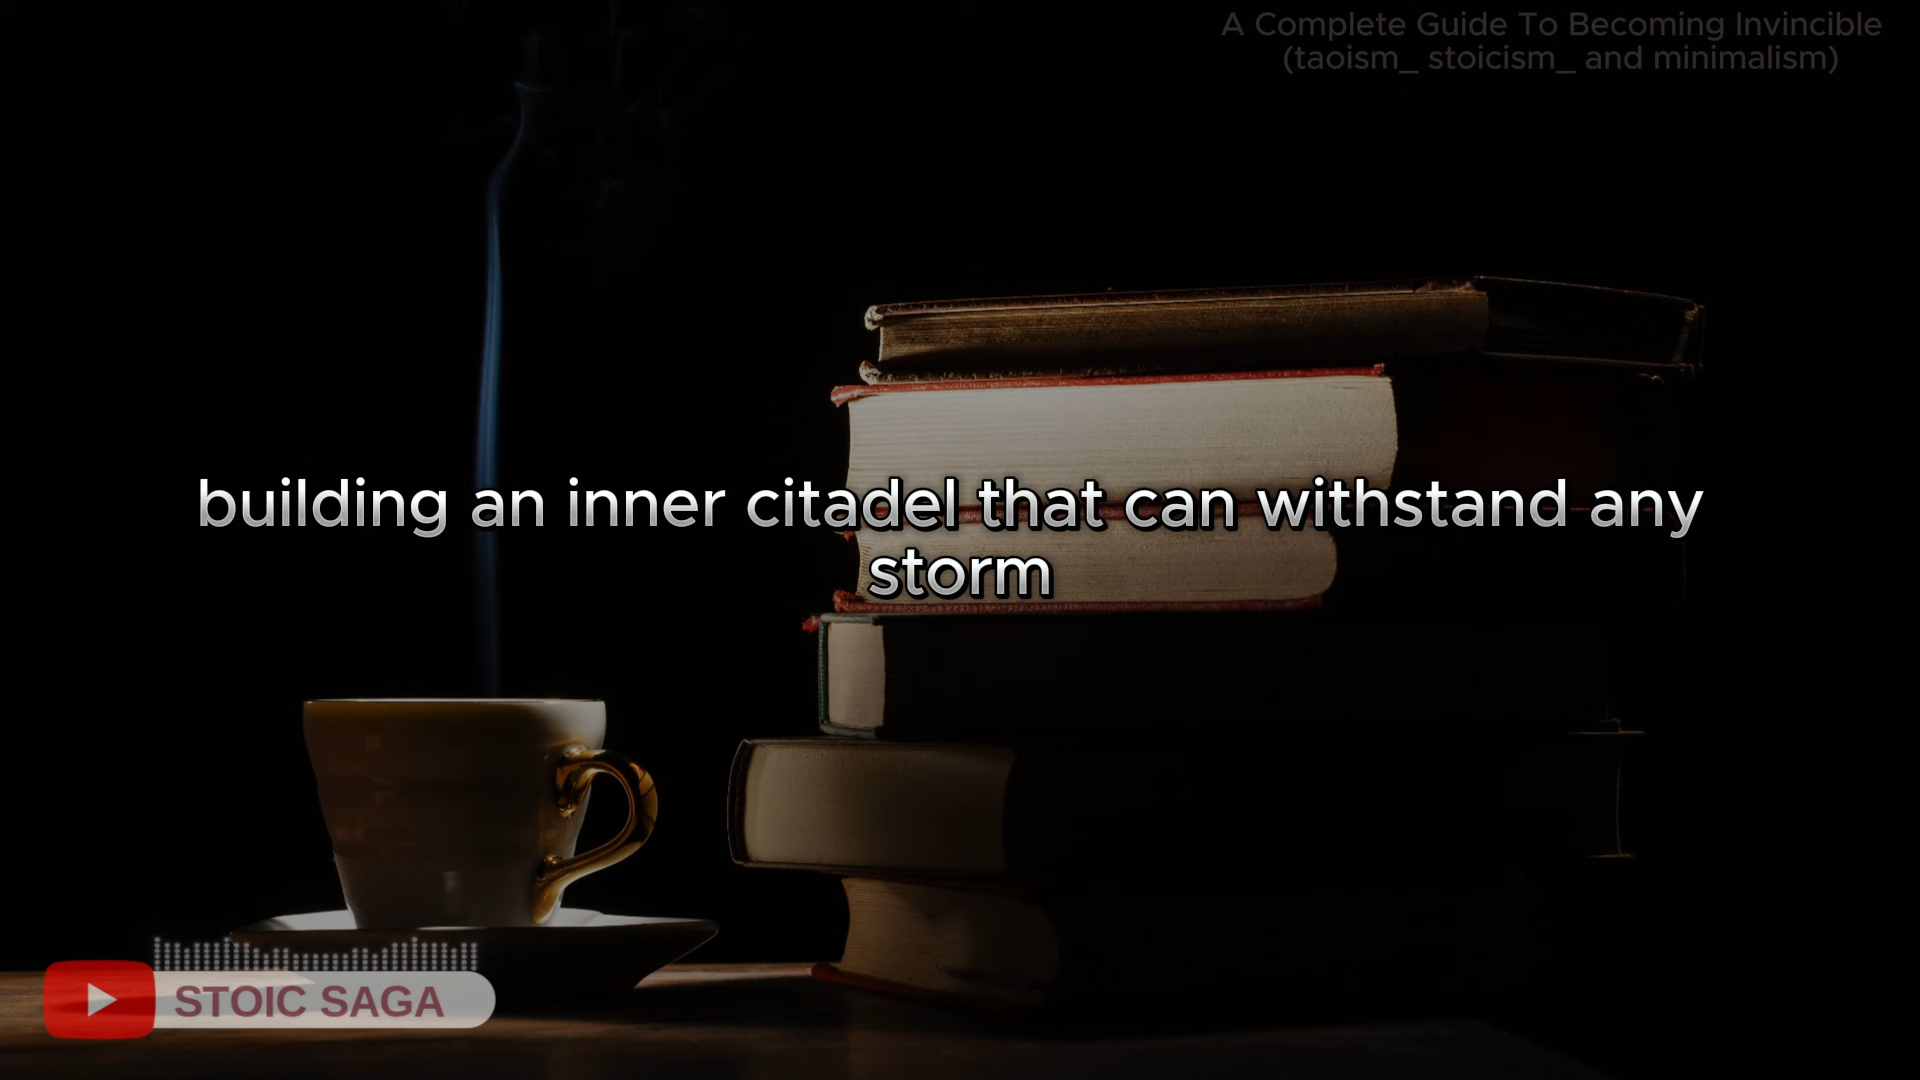 A Complete Guide To Becoming Invincible
(taoism_ stoicism_ and minimalism)
building an inner citadel that can withstand any
storm
STOIC SAGA